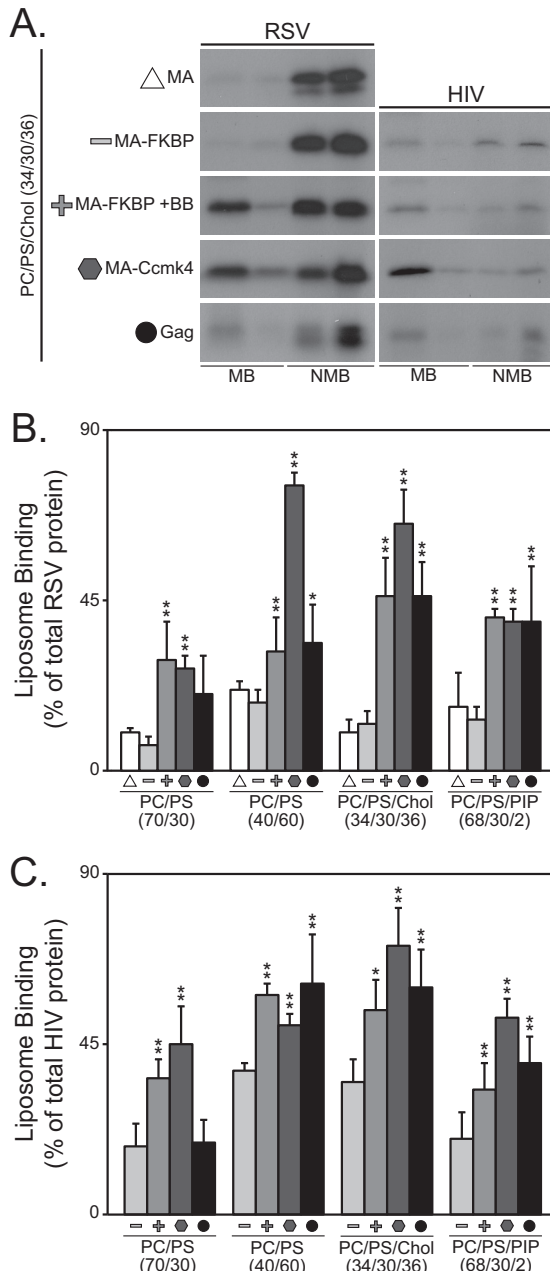 A.
RSV
HIV
PC/PS/Chol (34/30/36)
MA
MA-FKBP
MA-FKBP +BB
MA-Ccmk4
Gag
MB
NMB
MB
NMB
B.
Liposome Binding
(% of total RSV protein)
90
45
0
**
**
**
**
*
**
**
**
**
**
**
PC/PS
(70/30)
PC/PS
(40/60)
PC/PS/Chol
(34/30/36)
PC/PS/PIP
(68/30/2)
C.
Liposome Binding
(% of total HIV protein)
90
45
0
**
**
**
**
**
*
**
**
**
**
**
PC/PS
(70/30)
PC/PS
(40/60)
PC/PS/Chol
(34/30/36)
PC/PS/PIP
(68/30/2)